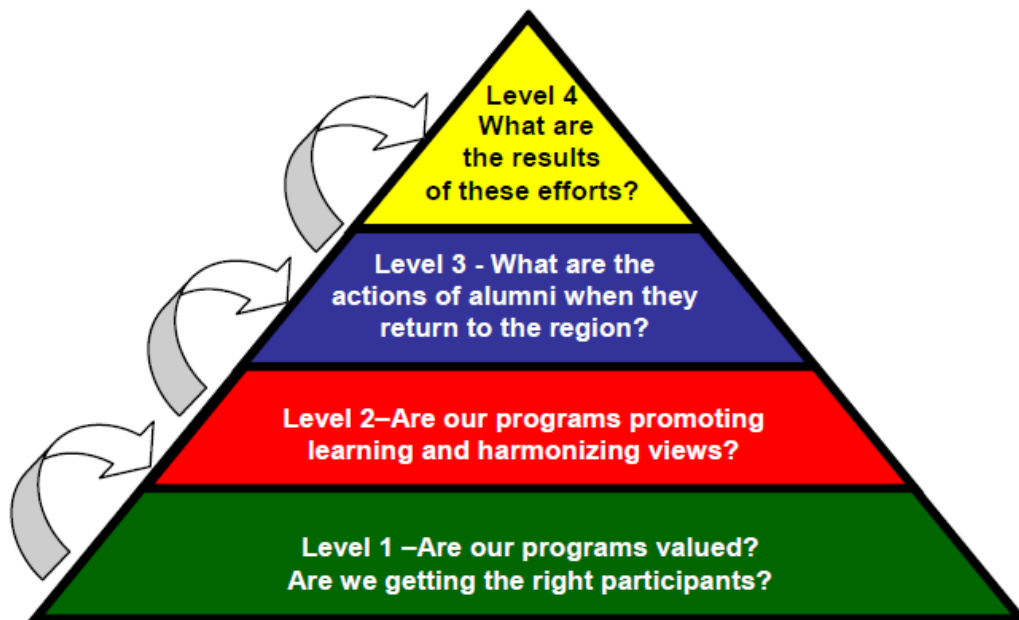 Level 4
What are
the results
of these efforts?
Level 3 - What are the
actions of alumni when they
return to the region?
Level 2–Are our programs promoting
learning and harmonizing views?
Level 1 –Are our programs valued?
Are we getting the right participants?